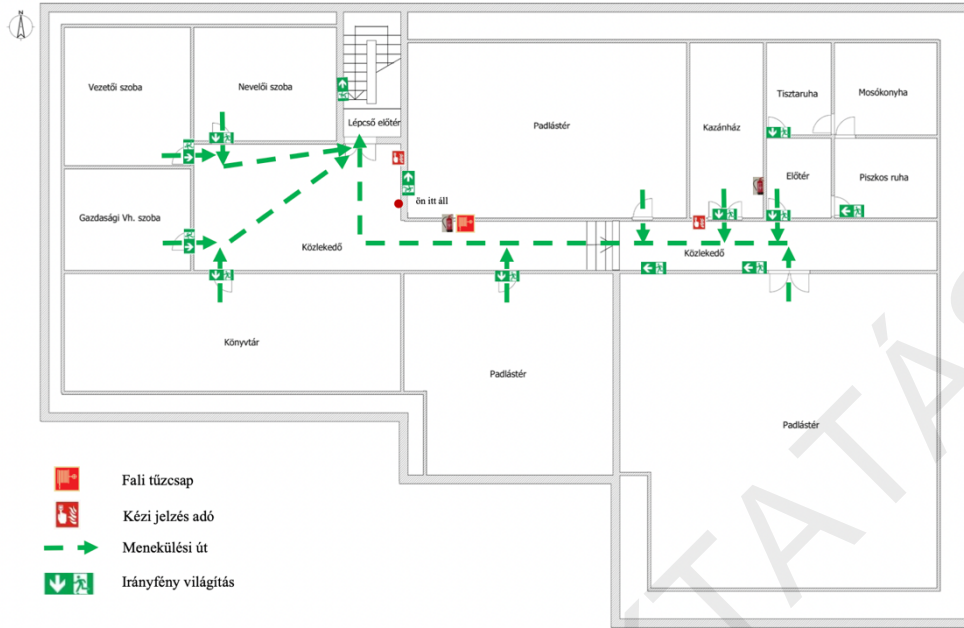 Vezetői szoba
Nevelői szoba
Lépcső előtér
Padlástér
Kazánház
Tisztaruha
Mosókonyha
Előtér
Piszkos ruha
ön itt áll
Gazdasági Vh. szoba
Közlekedő
Közlekedő
Könyvtár
Padlástér
Padlástér
Fali tűzcsap
Kézi jelzés adó
Menekülési út
Irányfény világítás
KTATÁS